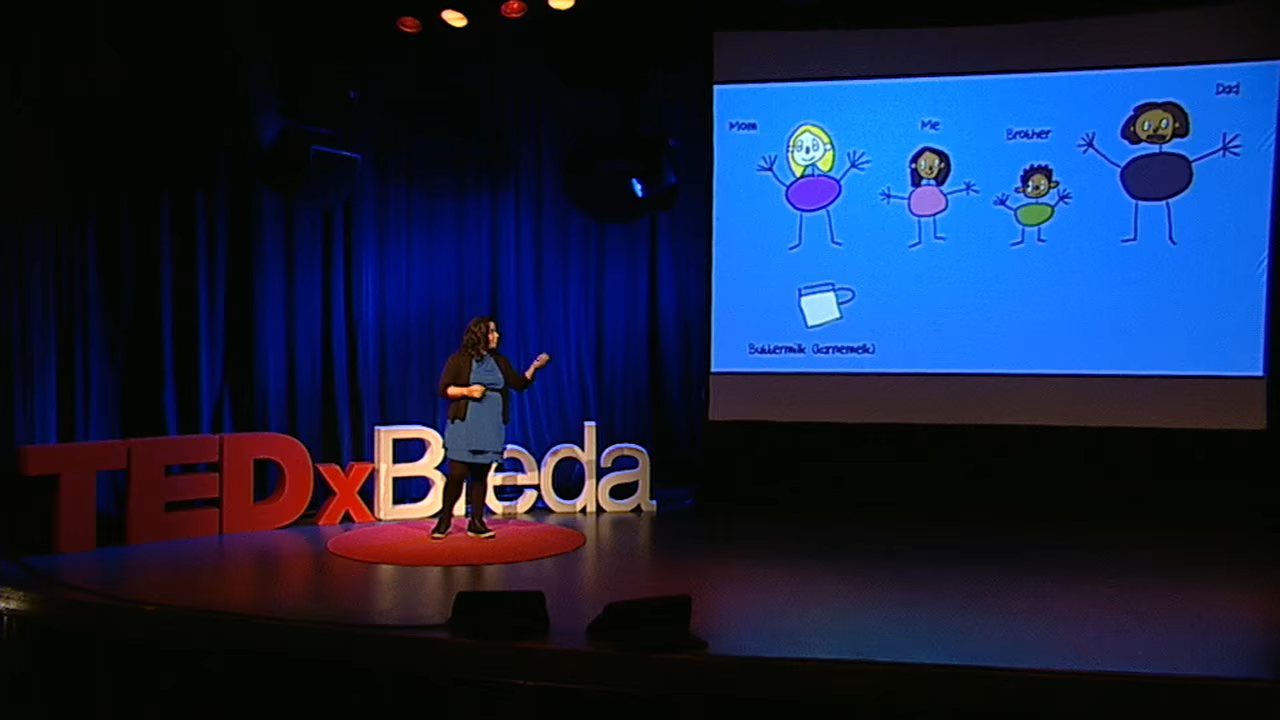 Mom
Me
Brother
Dad
Buttermilk (karnemelk)
TEDxBreda